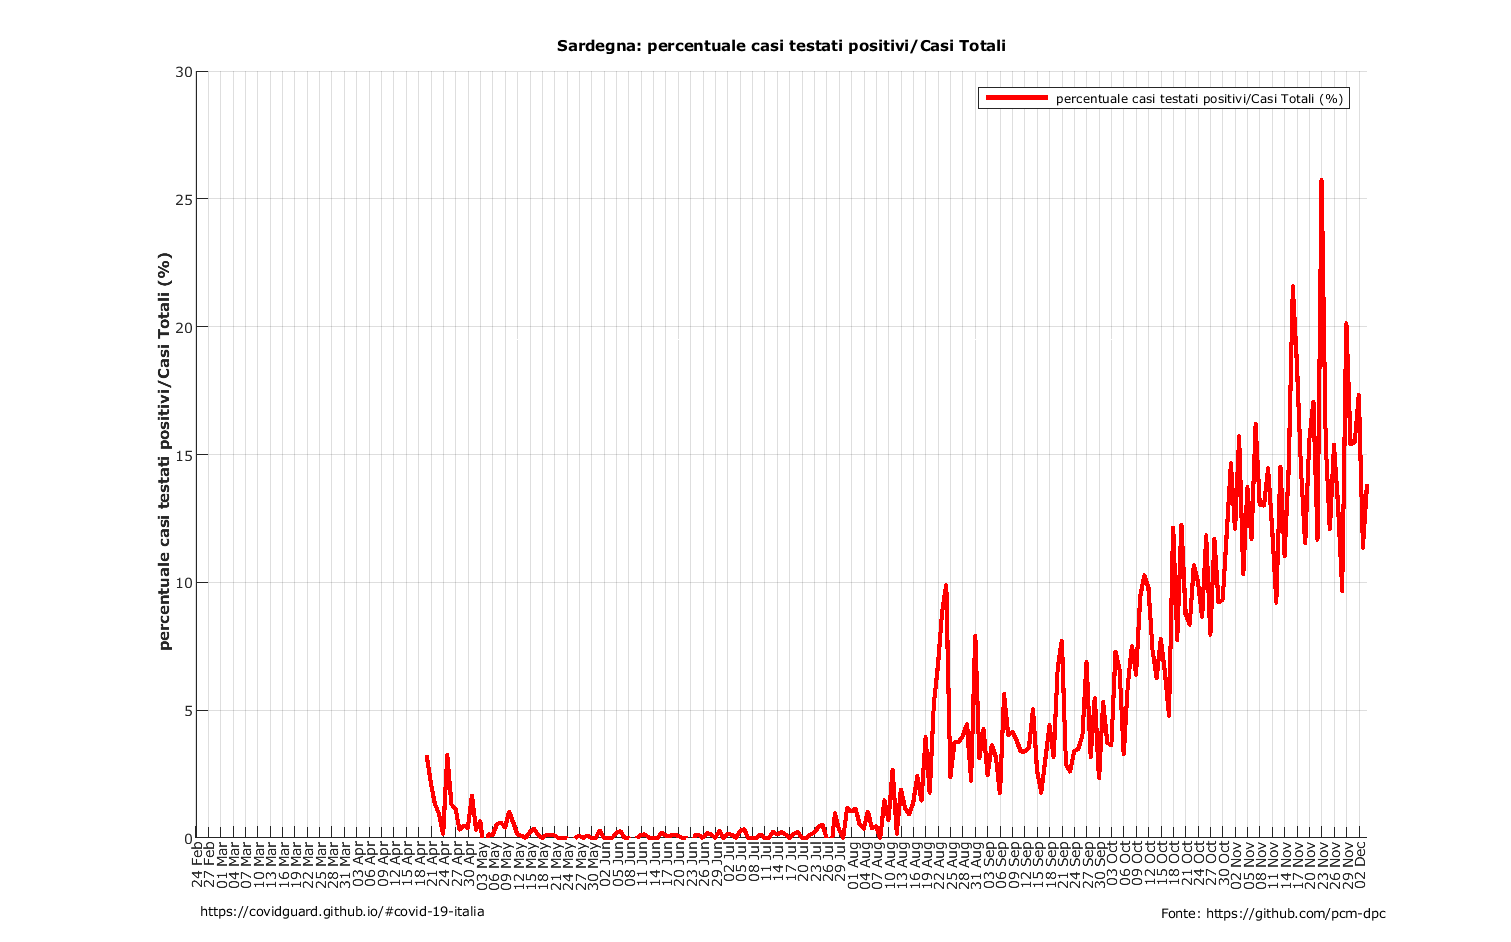 Sardegna: percentuale casi testati positivi/Casi Totali
percentuale casi testati positivi/Casi Totali (%)
percentuale casi testati positivi/Casi Totali (%)
30
25
20
15
10
5
0
24 Feb
27 Feb
01 Mar
04 Mar
07 Mar
10 Mar
13 Mar
16 Mar
19 Mar
22 Mar
25 Mar
28 Mar
31 Mar
03 Apr
06 Apr
09 Apr
12 Apr
15 Apr
18 Apr
21 Apr
24 Apr
27 Apr
30 Apr
03 May
06 May
09 May
12 May
15 May
18 May
21 May
24 May
27 May
30 May
02 Jun
05 Jun
08 Jun
11 Jun
14 Jun
17 Jun
20 Jun
23 Jun
26 Jun
29 Jun
02 Jul
05 Jul
08 Jul
11 Jul
14 Jul
17 Jul
20 Jul
23 Jul
26 Jul
29 Jul
01 Aug
04 Aug
07 Aug
10 Aug
13 Aug
16 Aug
19 Aug
22 Aug
25 Aug
28 Aug
31 Aug
03 Sep
06 Sep
09 Sep
12 Sep
15 Sep
18 Sep
21 Sep
24 Sep
27 Sep
30 Sep
03 Oct
06 Oct
09 Oct
12 Oct
15 Oct
18 Oct
21 Oct
24 Oct
27 Oct
30 Oct
02 Nov
05 Nov
08 Nov
11 Nov
14 Nov
17 Nov
20 Nov
23 Nov
26 Nov
29 Nov
02 Dec
https://covidguard.github.io/#covid-19-italia
Fonte: https://github.com/pcm-dpc